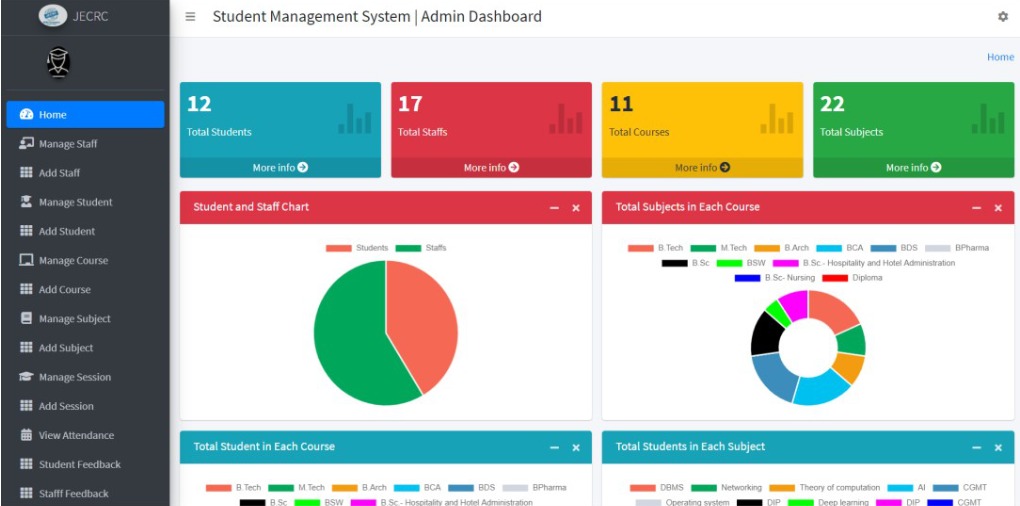 JECRC
Student Management System | Admin Dashboard
Home
Home
Manage Staff
Add Staff
Manage Student
Add Student
Manage Course
Add Course
Manage Subject
Add Subject
Manage Session
Add Session
View Attendance
Student Feedback
Stafff Feedback
12
Total Students
More info
17
Total Staffs
More info
11
Total Courses
More info
22
Total Subjects
More info
Student and Staff Chart
Students Staffs
Total Subjects in Each Course
B.Tech M.Tech B.Arch BCA BDS BPharma
B.Sc BSW B.Sc.- Hospitality and Hotel Administration
B.Sc- Nursing Diploma
Total Student in Each Course
B.Tech M.Tech B.Arch BCA BDS BPharma
B.Sc BSW B.Sc.- Hospitality and Hotel Administration
Total Students in Each Subject
DBMS Networking Theory of computation AI CGMT
Operating system DIP Deep learning DIP CGMT